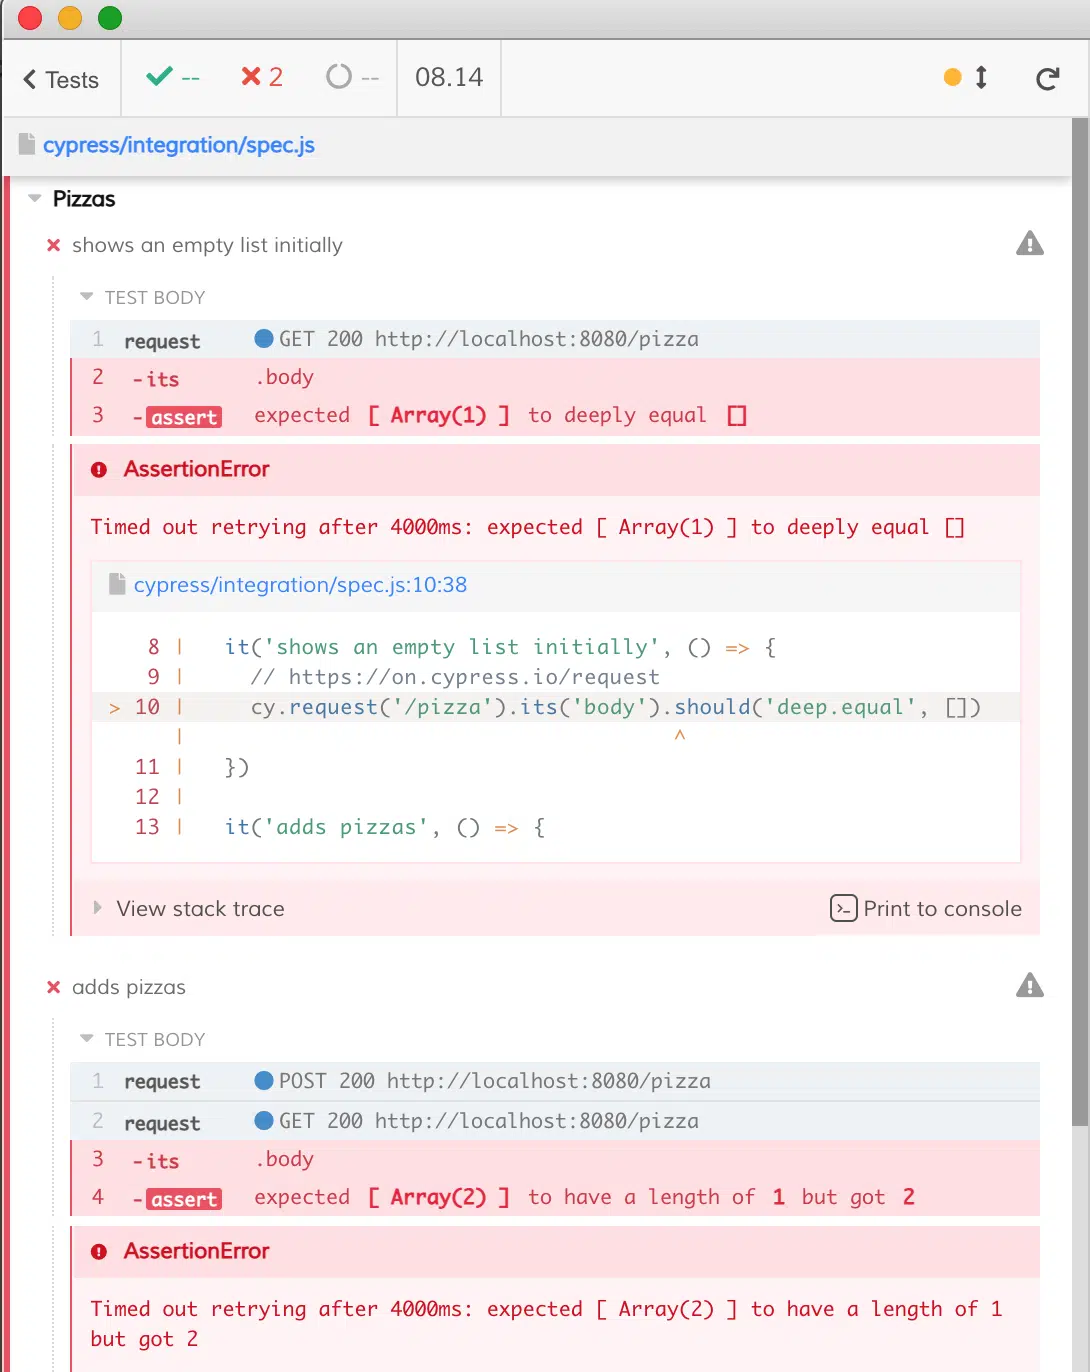 Tests -- 2 -- 08.14
cypress/integration/spec.js
Pizzas
shows an empty list initially
TEST BODY
1 request GET 200 http://localhost:8080/pizza
2 -its .body
3 -assert expected [ Array(1) ] to deeply equal []
AssertionError
Timed out retrying after 4000ms: expected [ Array(1) ] to deeply equal []
cypress/integration/spec.js:10:38
8 | it('shows an empty list initially', () => {
9 | // https://on.cypress.io/request
> 10 | cy.request('/pizza').its('body').should('deep.equal', [])
| ^
11 | })
12 |
13 | it('adds pizzas', () => {
View stack trace Print to console
adds pizzas
TEST BODY
1 request POST 200 http://localhost:8080/pizza
2 request GET 200 http://localhost:8080/pizza
3 -its .body
4 -assert expected [ Array(2) ] to have a length of 1 but got 2
AssertionError
Timed out retrying after 4000ms: expected [ Array(2) ] to have a length of 1
but got 2